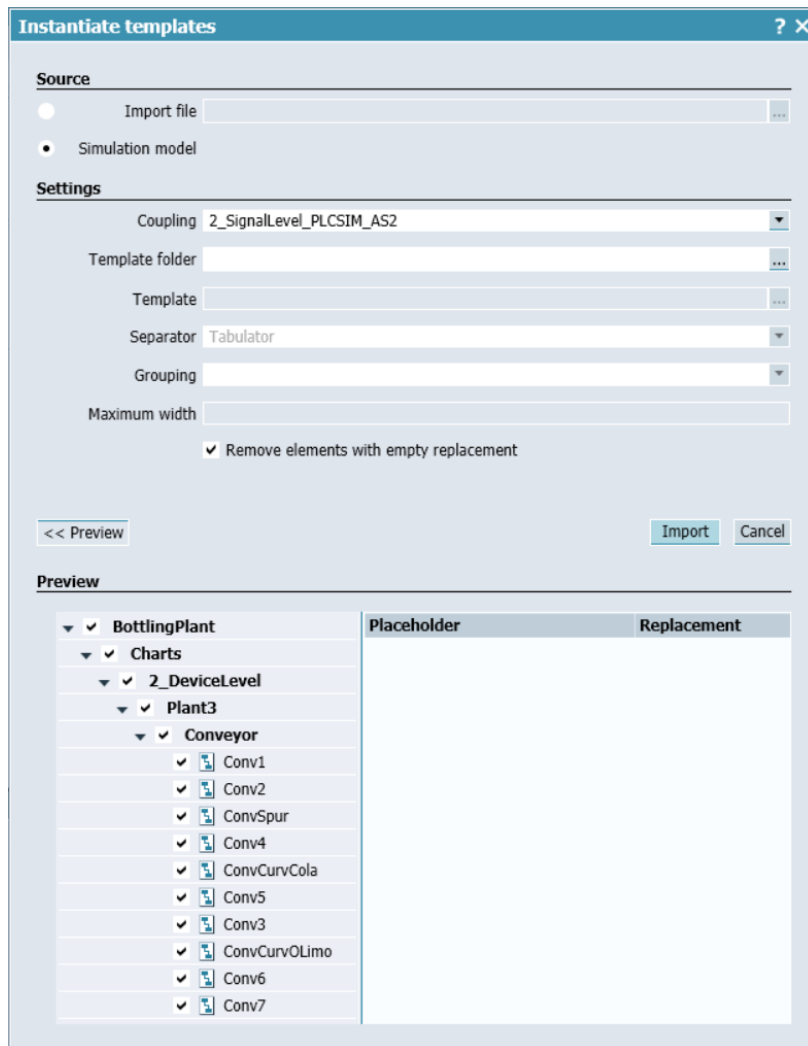 Instantiate templates ? X
Source
Import file ...
Simulation model
Settings
Coupling 2_SignalLevel_PLCSIM_AS2
Template folder ...
Template ...
Separator Tabulator
Grouping
Maximum width
Remove elements with empty replacement
<< Preview Import Cancel
Preview
BottlingPlant Placeholder Replacement
Charts
2_DeviceLevel
Plant3
Conveyor
Conv1
Conv2
ConvSpur
Conv4
ConvCurvCola
Conv5
Conv3
ConvCurvOLimo
Conv6
Conv7